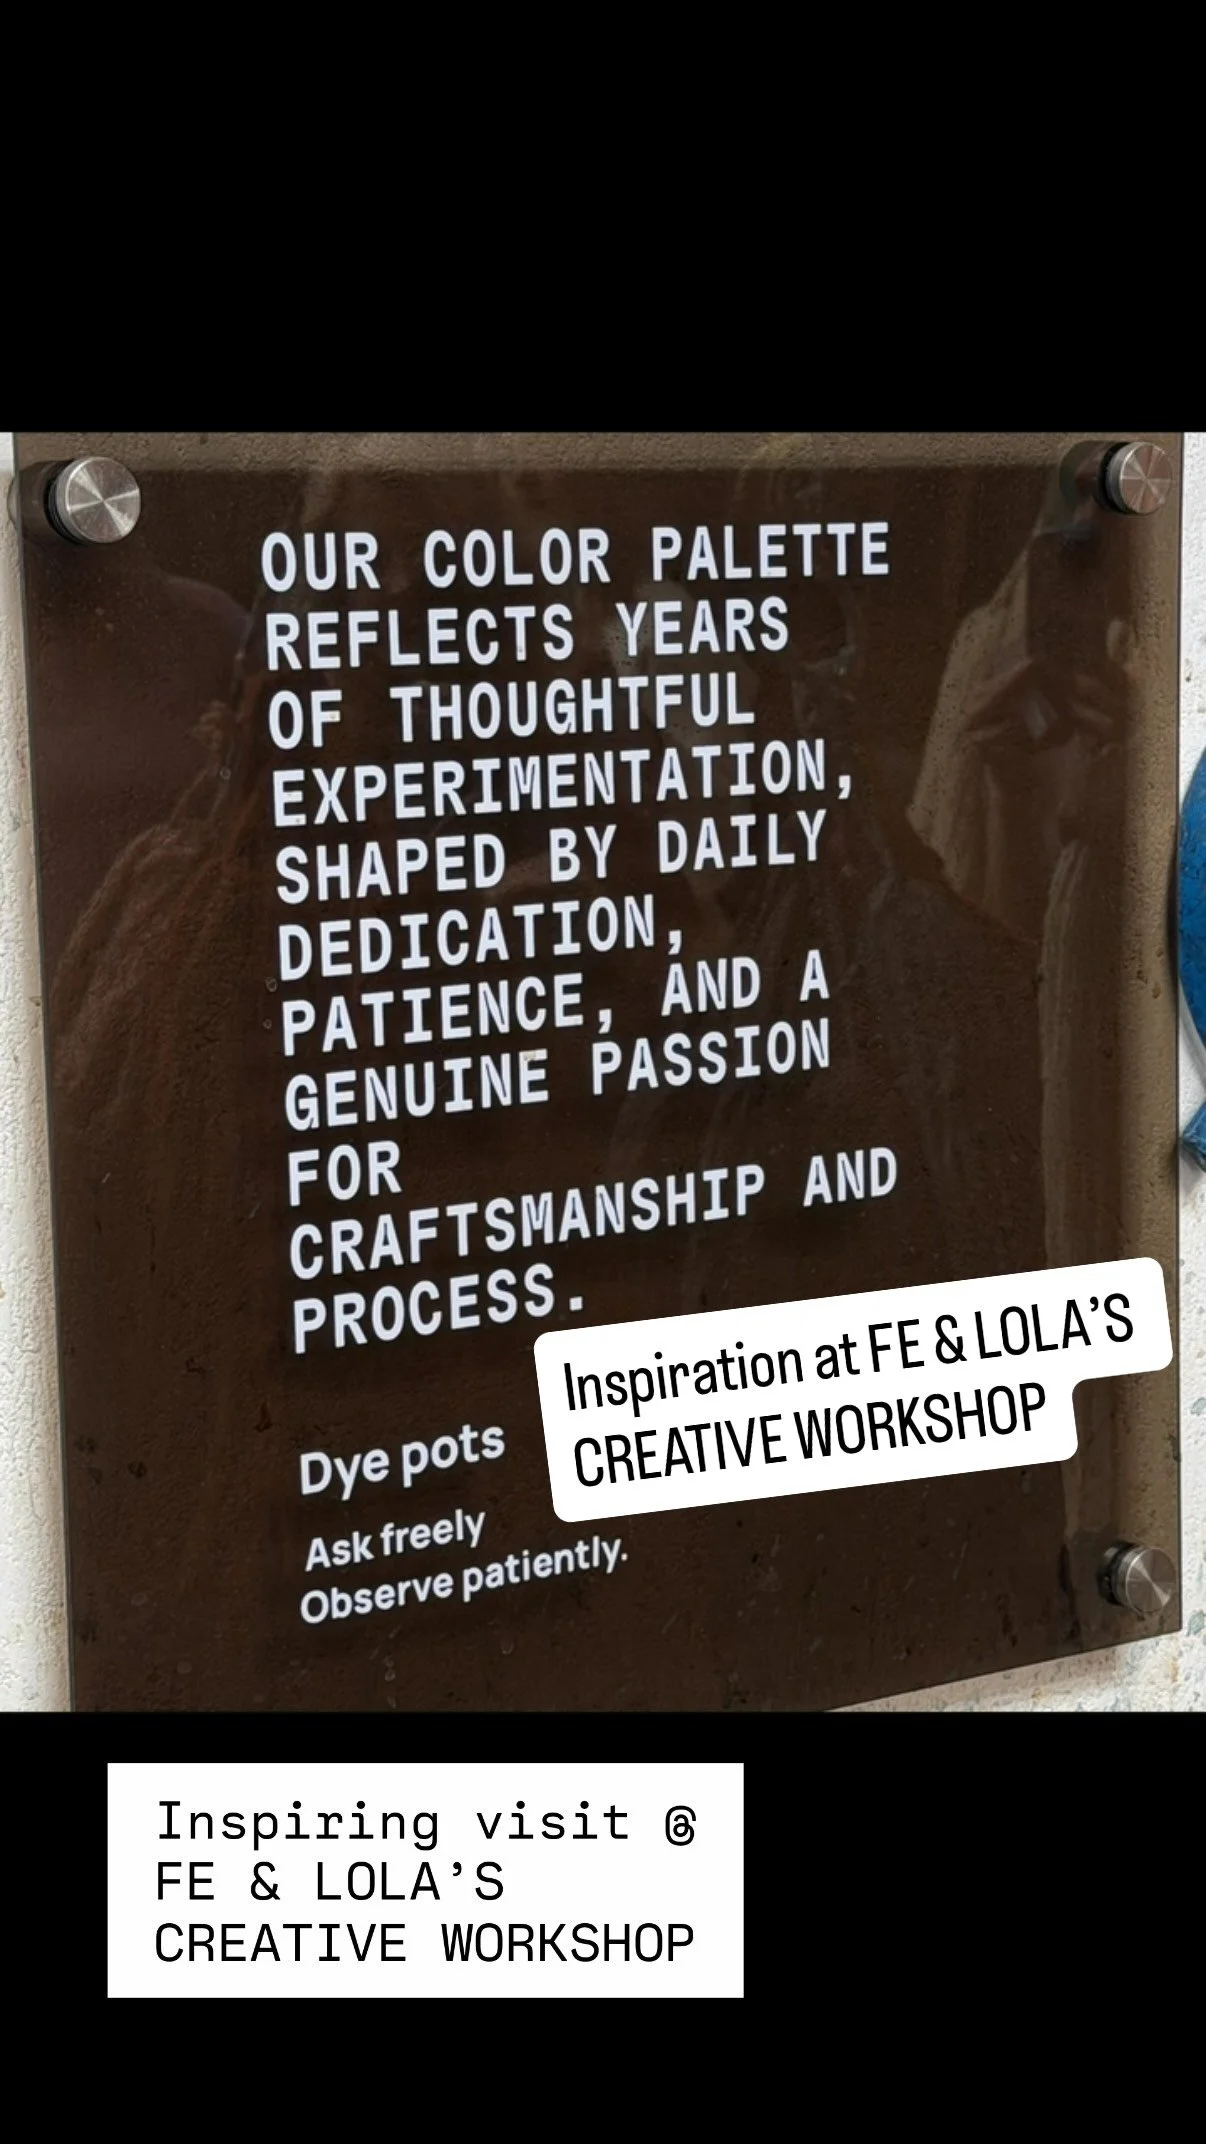 OUR COLOR PALETTE
REFLECTS YEARS
OF THOUGHTFUL
EXPERIMENTATION,
SHAPED BY DAILY
DEDICATION,
PATIENCE, AND A
GENUINE PASSION
FOR
CRAFTSMANSHIP AND
PROCESS.
Inspiration at FE & LOLA’S
CREATIVE WORKSHOP
Dye pots
Ask freely
Observe patiently.
Inspiring visit @
FE & LOLA’S
CREATIVE WORKSHOP